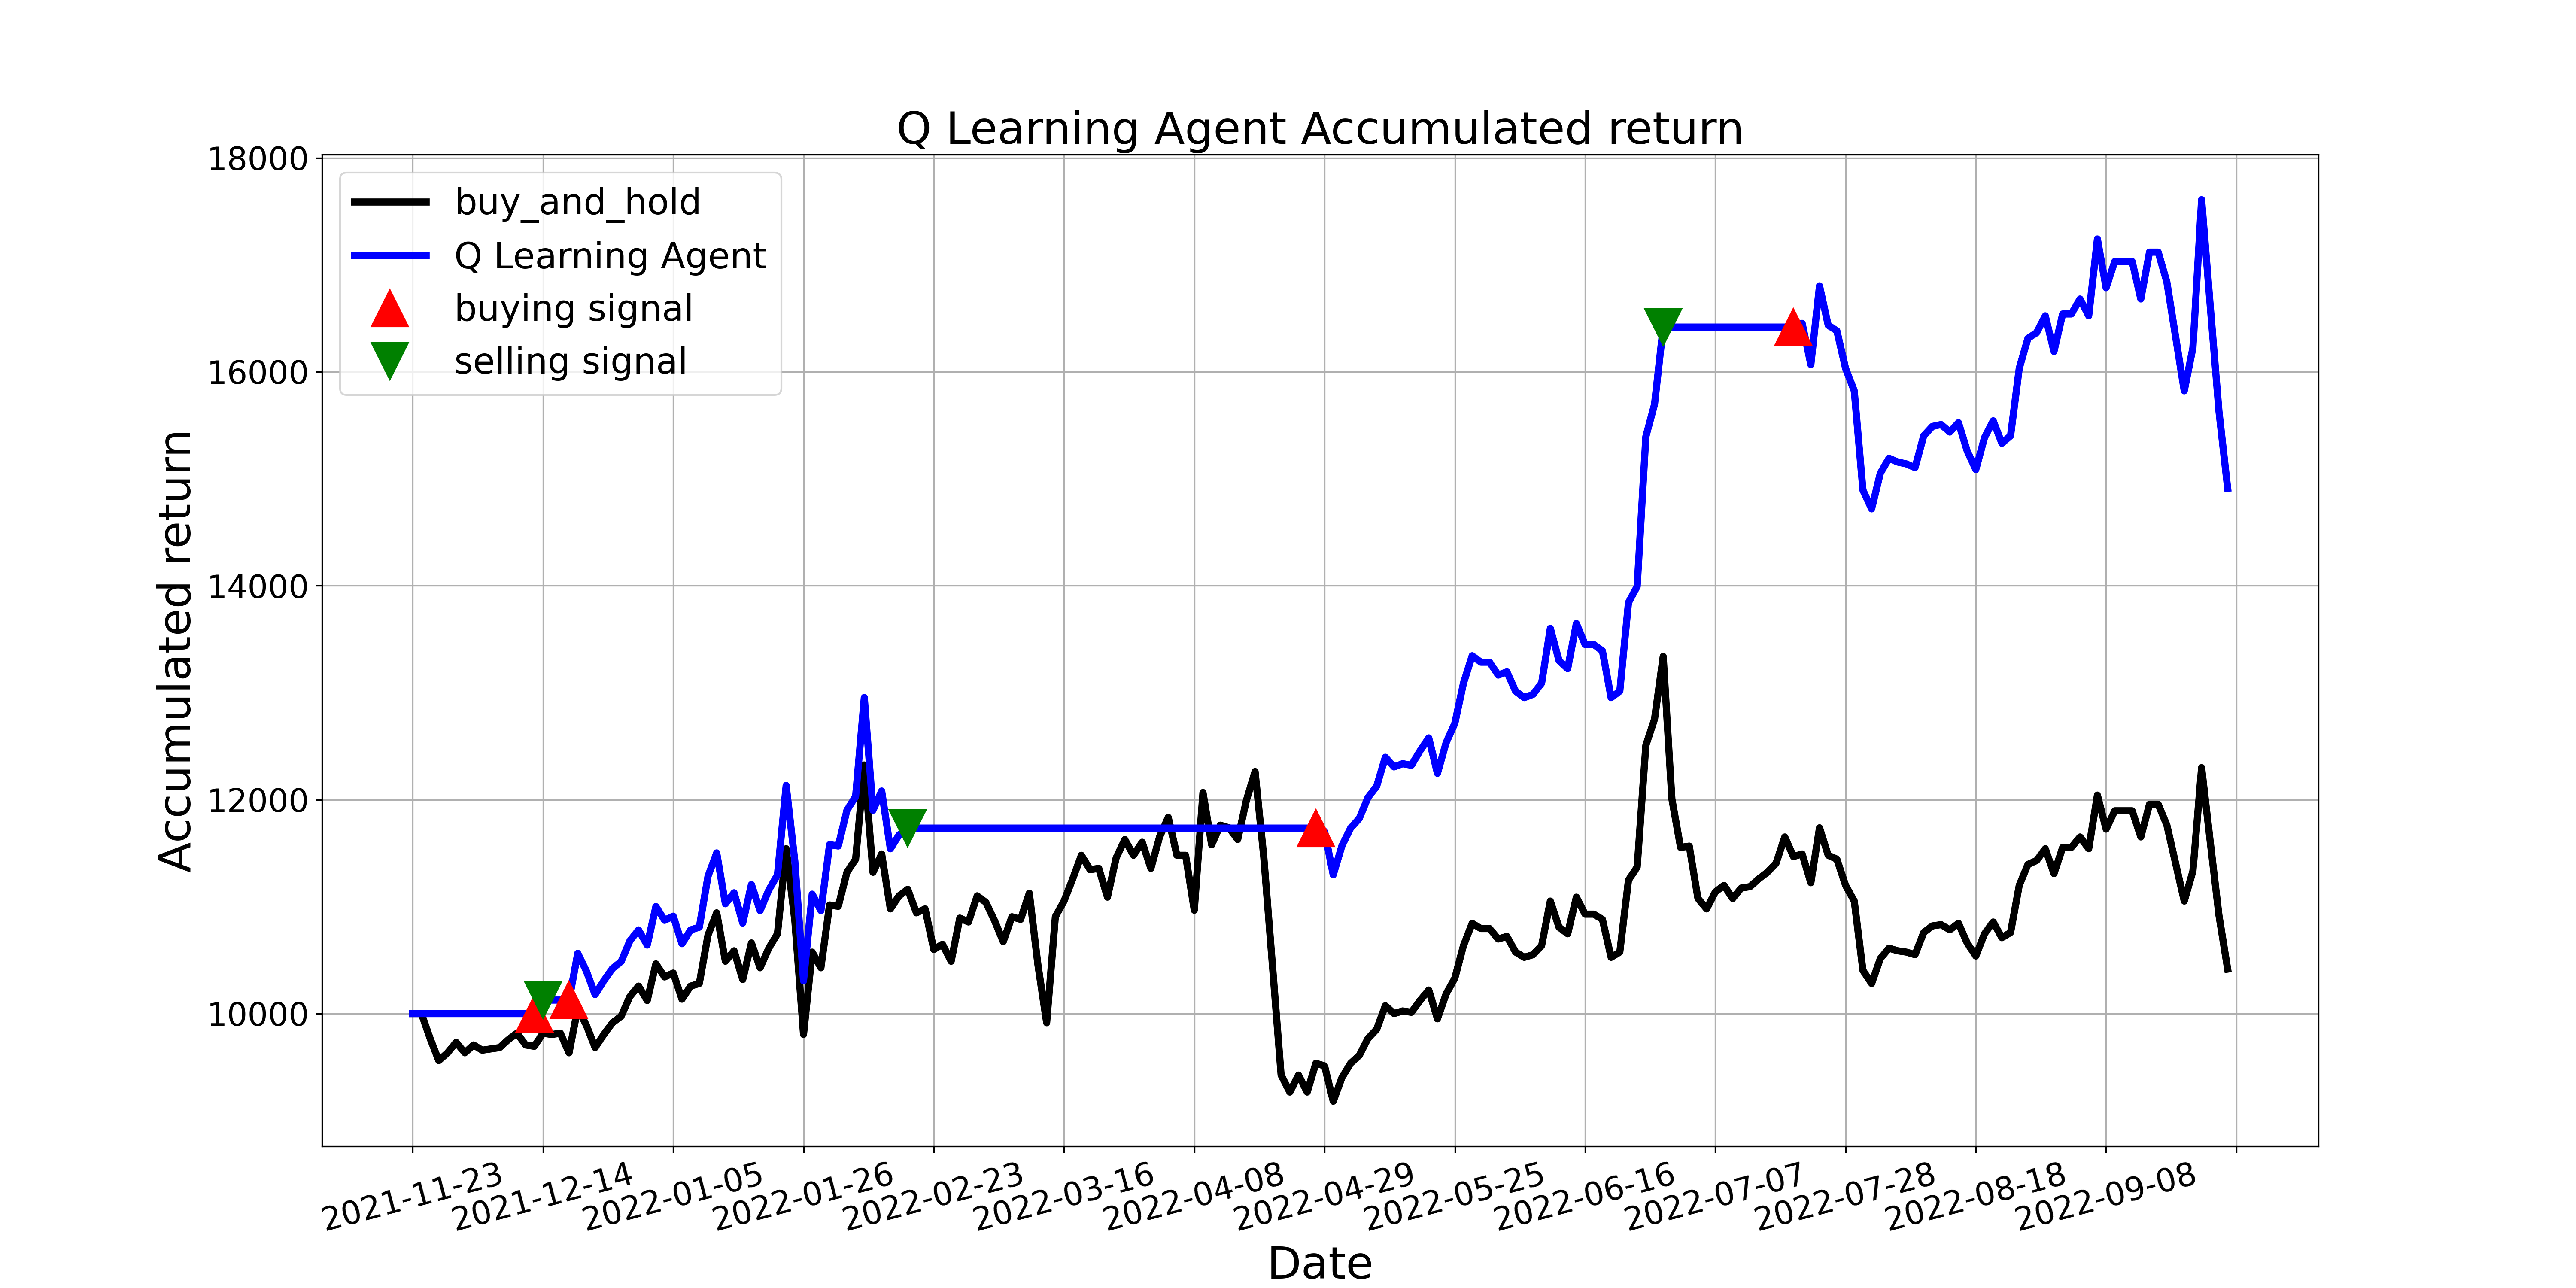 Q Learning Agent Accumulated return
18000
16000
14000
12000
10000
Accumulated return
buy_and_hold
Q Learning Agent
buying signal
selling signal
2021-11-23
2021-12-14
2022-01-05
2022-01-26
2022-02-23
2022-03-16
2022-04-08
2022-04-29
2022-05-25
2022-06-16
2022-07-07
2022-07-28
2022-08-18
2022-09-08
Date